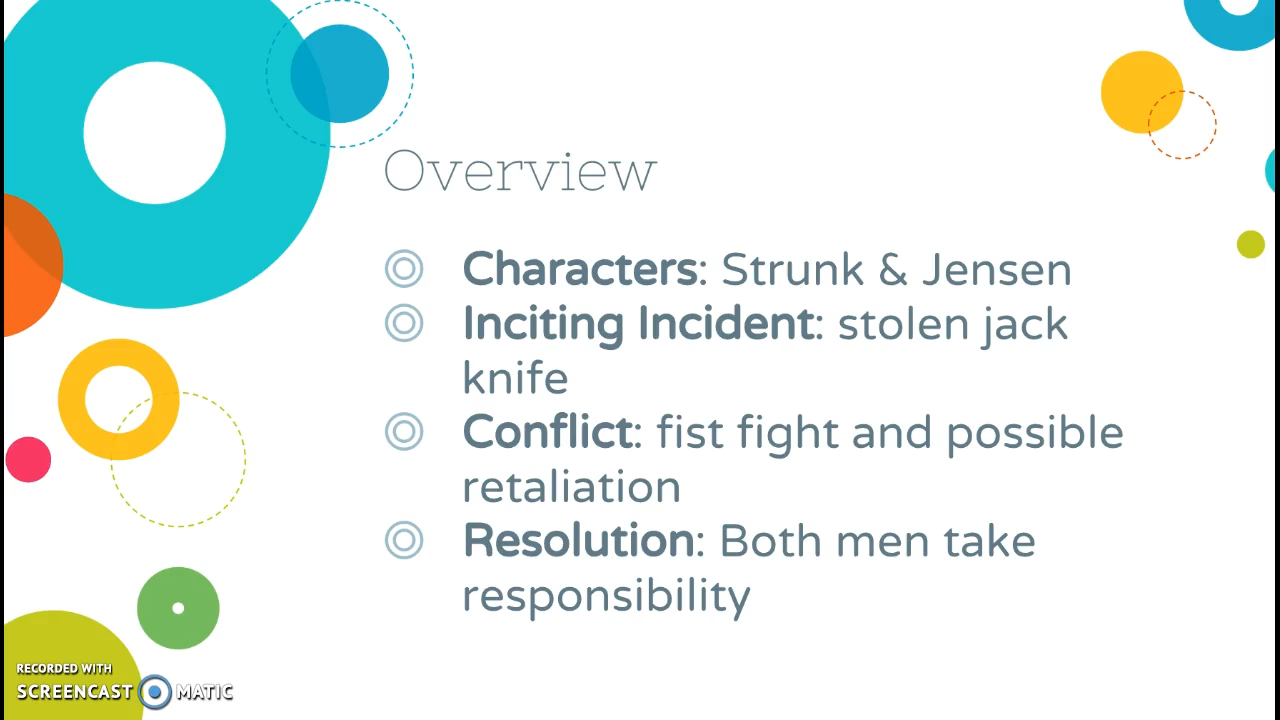 Overview
Characters: Strunk & Jensen
Inciting Incident: stolen jack
knife
Conflict: fist fight and possible
retaliation
Resolution: Both men take
responsibility
RECORDED WITH
SCREENCAST MATIC